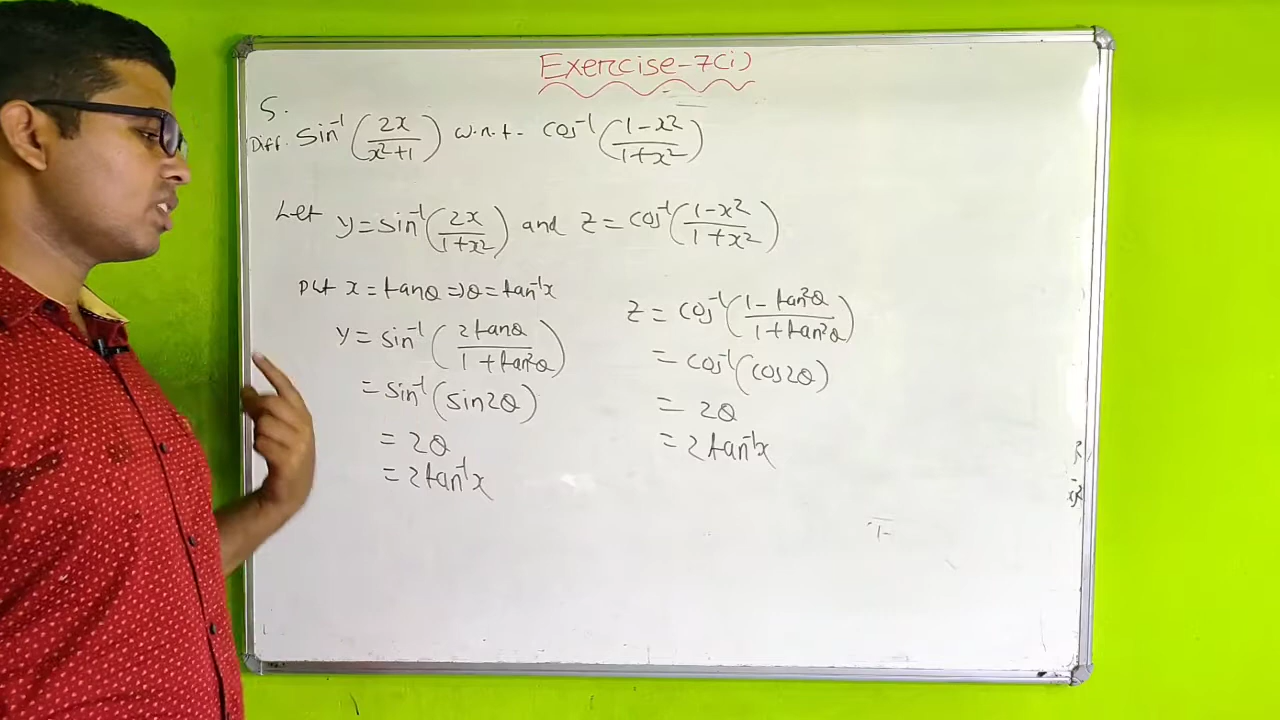 Exercise-7(i)
5.
Diff. sin⁻¹(2x/(x²+1)) w.r.t. cos⁻¹((1-x²)/(1+x²))
Let y=sin⁻¹(2x/(1+x²)) and z=cos⁻¹((1-x²)/(1+x²))
Put x=tanθ⇒θ=tan⁻¹x
y=sin⁻¹(2tanθ/(1+tan²θ))
=sin⁻¹(sin2θ)
=2θ
=2tan⁻¹x
z=cos⁻¹((1-tan²θ)/(1+tan²θ))
=cos⁻¹(cos2θ)
=2θ
=2tan⁻¹x